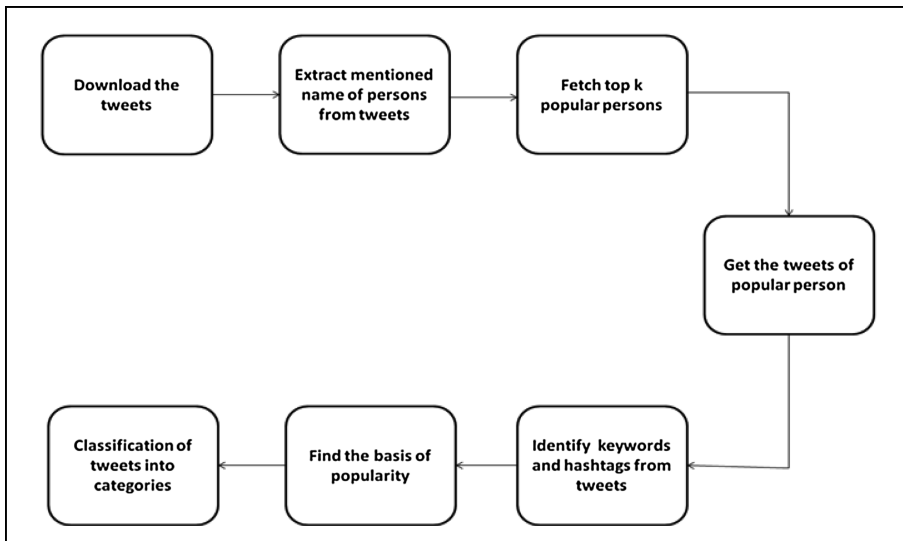 Download the
tweets
Extract mentioned
name of persons
from tweets
Fetch top k
popular persons
Get the tweets of
popular person
Identify keywords
and hashtags from
tweets
Find the basis of
popularity
Classification of
tweets into
categories